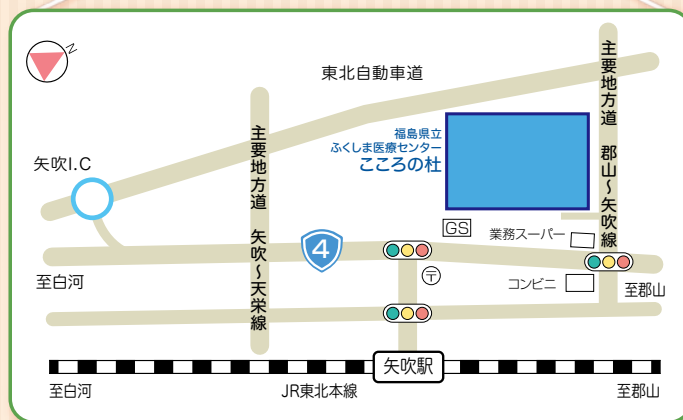 N
東北自動車道
主要地方道 郡山～矢吹線
福島県立
ふくしま医療センター
こころの杜
矢吹I.C
主要地方道 矢吹～天栄線
GS
業務スーパー
4
〒
コンビニ
至白河
至郡山
矢吹駅
至白河
JR東北本線
至郡山